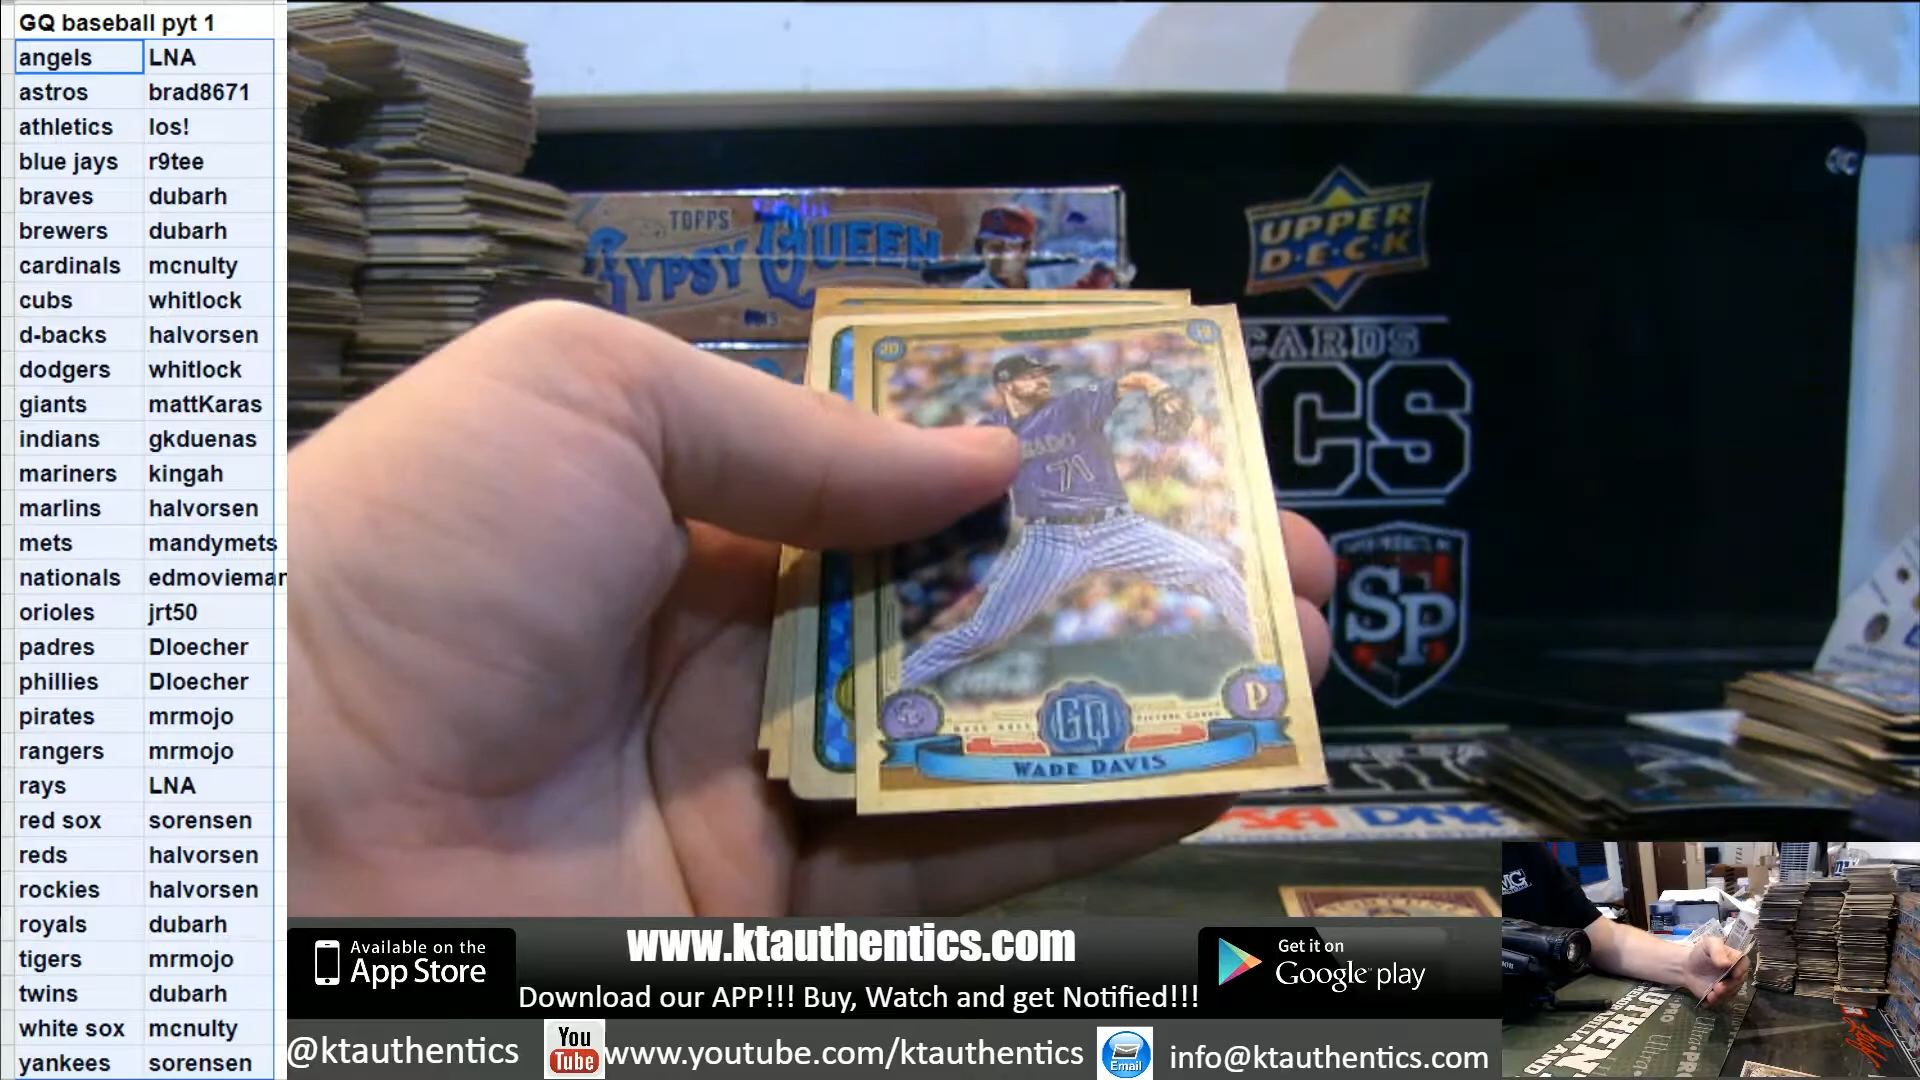 GQ baseball pyt 1
angels LNA
astros brad8671
athletics los!
blue jays r9tee
braves dubarh
brewers dubarh
cardinals mcnulty
cubs whitlock
d-backs halvorsen
dodgers whitlock
giants mattKaras
indians gkduenas
mariners kingah
marlins halvorsen
mets mandymets
nationals edmovieman
orioles jrt50
padres Dloecher
phillies Dloecher
pirates mrmojo
rangers mrmojo
rays LNA
red sox sorensen
reds halvorsen
rockies halvorsen
royals dubarh
tigers mrmojo
twins dubarh
white sox mcnulty
yankees sorensen
TOPPS
GYPSY QUEEN
UPPER
D·E·C·K
CARDS
CS
SP
71
GQ
P
WADE DAVIS
PSA DNA
Available on the
App Store
www.ktauthentics.com
Get it on
Google play
Download our APP!!! Buy, Watch and get Notified!!!
@ktauthentics
You
Tube
www.youtube.com/ktauthentics
Email
info@ktauthentics.com